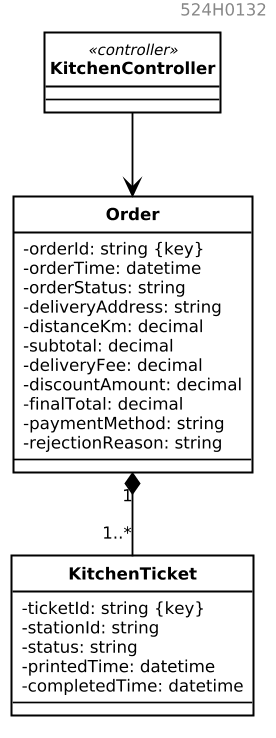 524H0132
«controller»
KitchenController
Order
-orderId: string {key}
-orderTime: datetime
-orderStatus: string
-deliveryAddress: string
-distanceKm: decimal
-subtotal: decimal
-deliveryFee: decimal
-discountAmount: decimal
-finalTotal: decimal
-paymentMethod: string
-rejectionReason: string
1
1..*
KitchenTicket
-ticketId: string {key}
-stationId: string
-status: string
-printedTime: datetime
-completedTime: datetime